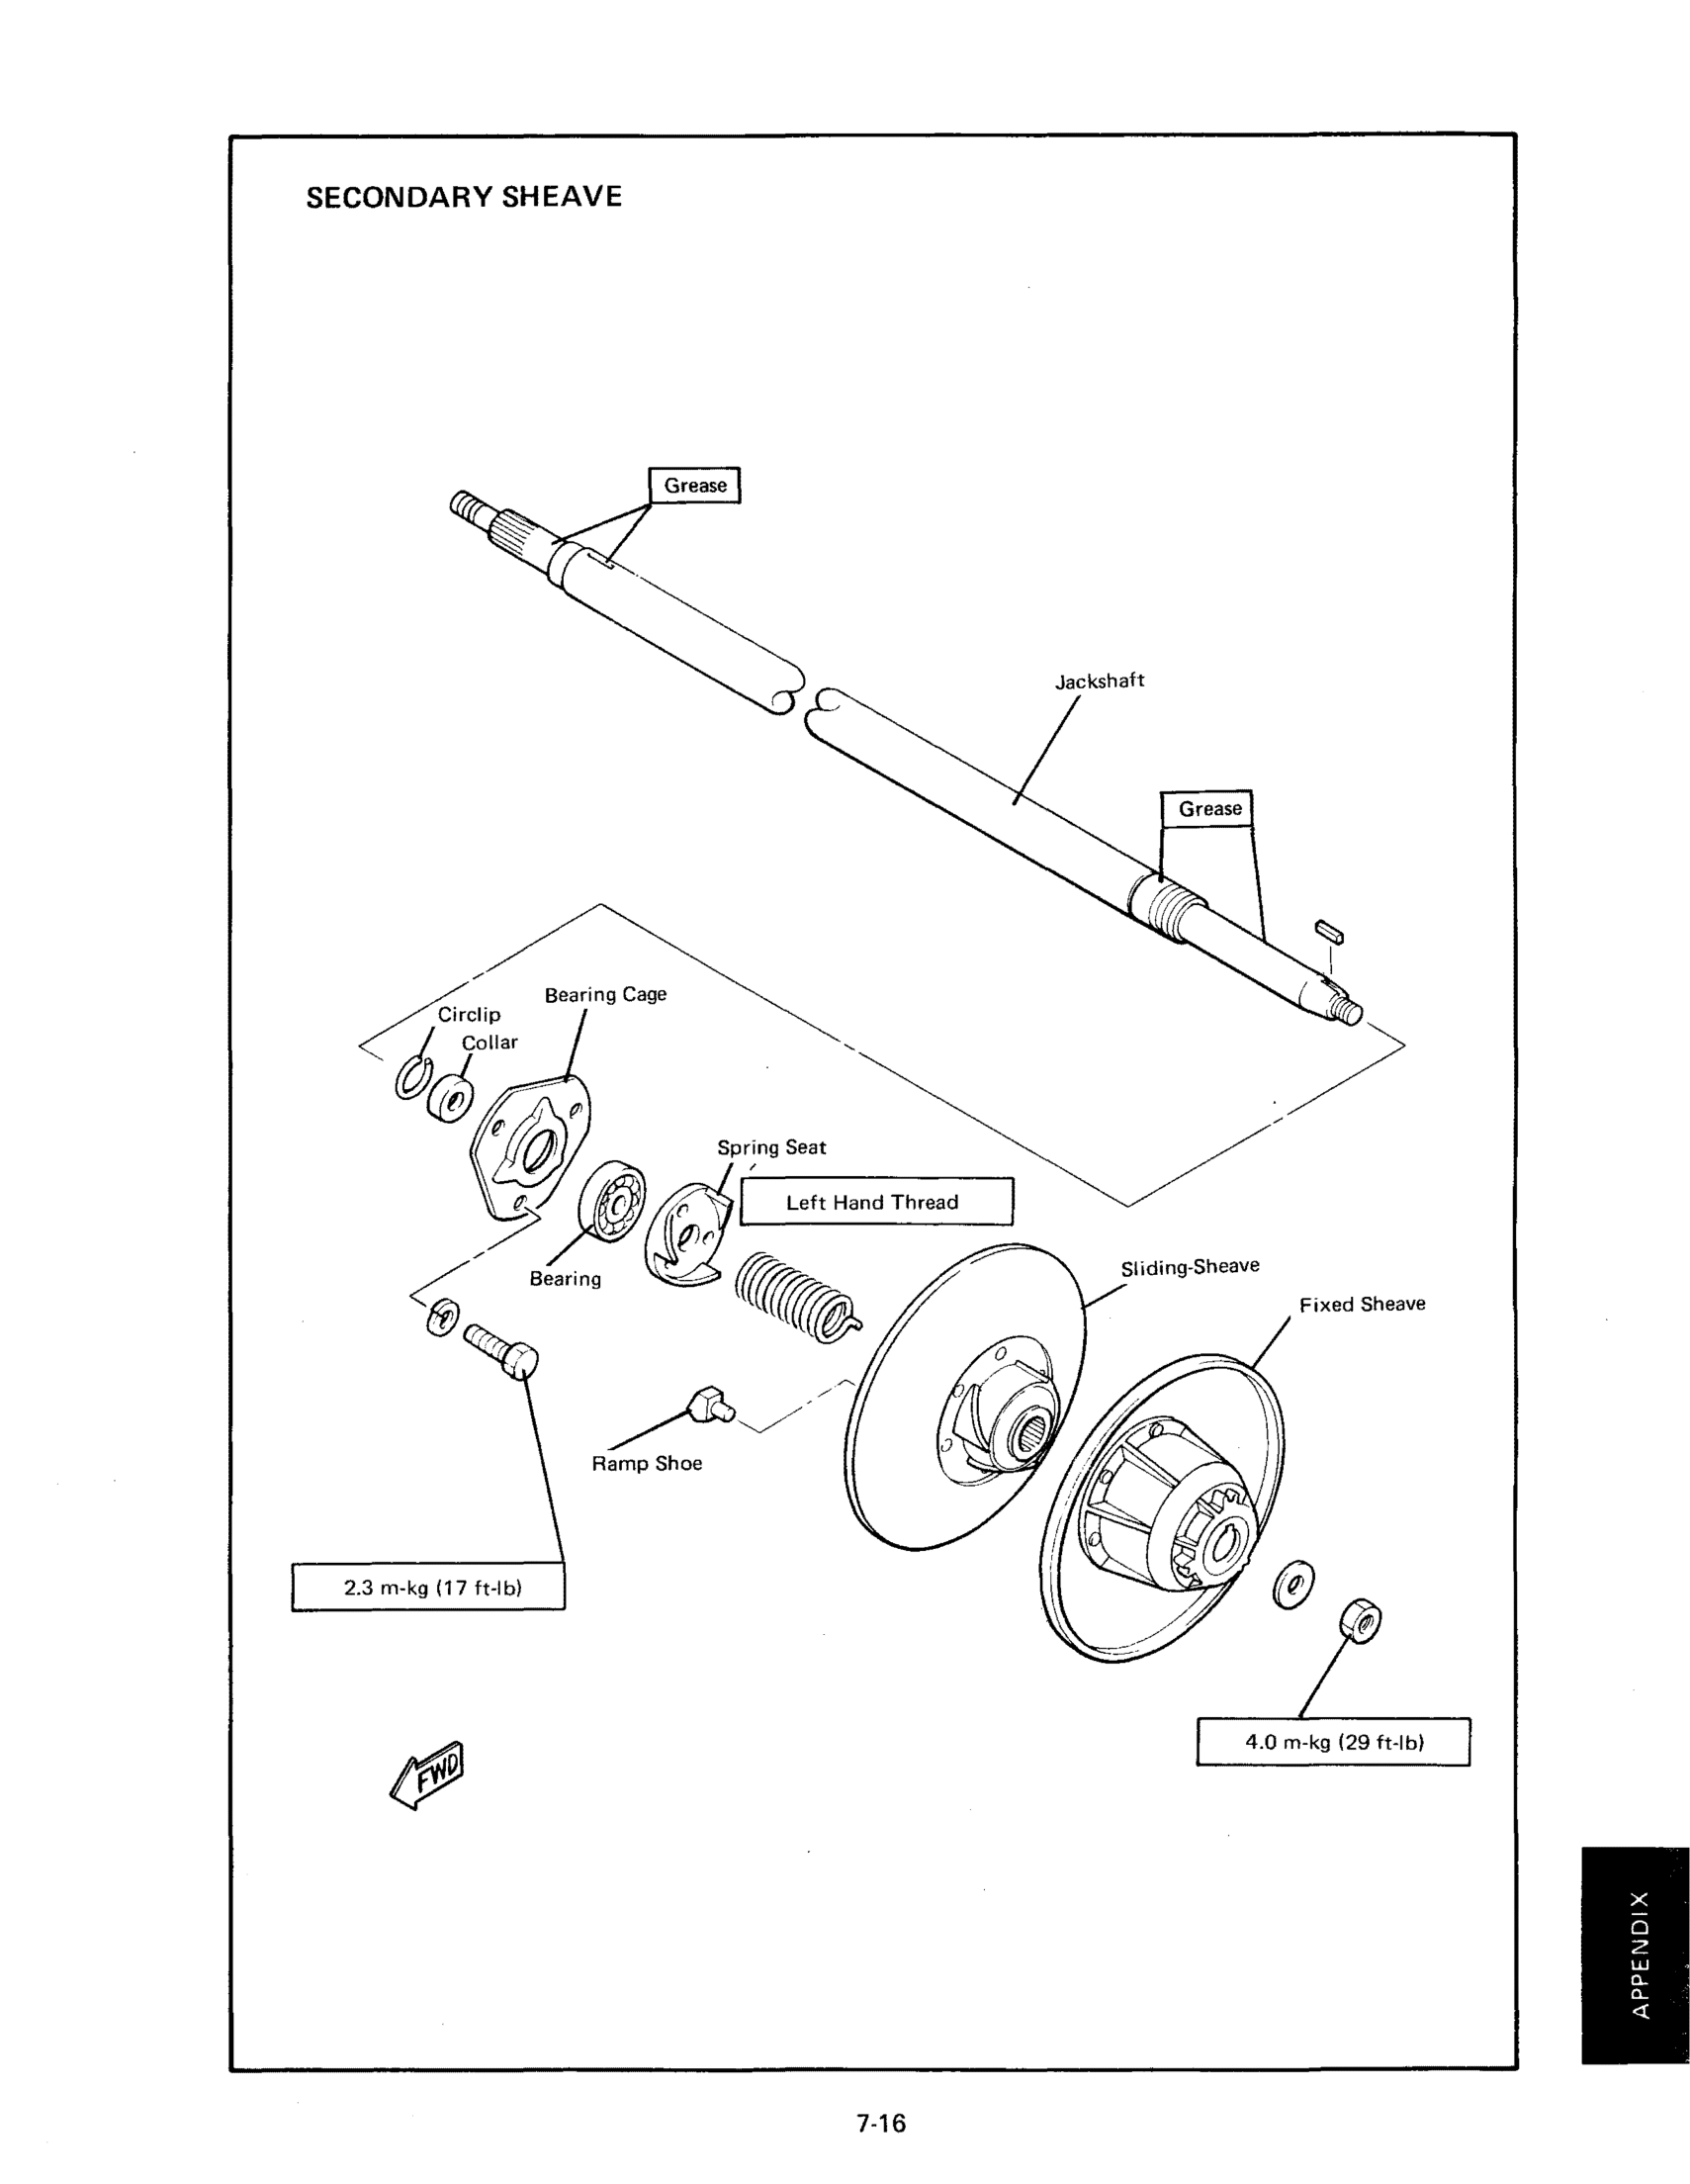 SECONDARY SHEAVE
Grease
Jackshaft
Grease
Bearing Cage
Circlip
Collar
Spring Seat
Left Hand Thread
Bearing
Sliding-Sheave
Fixed Sheave
Ramp Shoe
2.3 m-kg (17 ft-lb)
4.0 m-kg (29 ft-lb)
FWD
APPENDIX
7-16